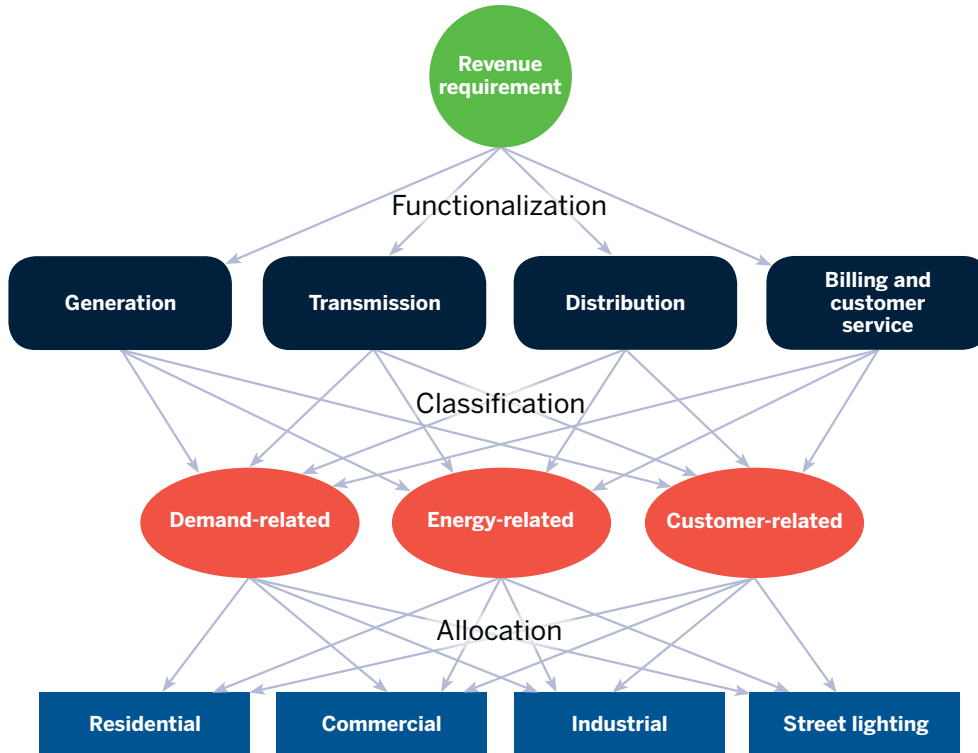 Revenue
requirement
Functionalization
Generation
Transmission
Distribution
Billing and
customer
service
Classification
Demand-related
Energy-related
Customer-related
Allocation
Residential
Commercial
Industrial
Street lighting